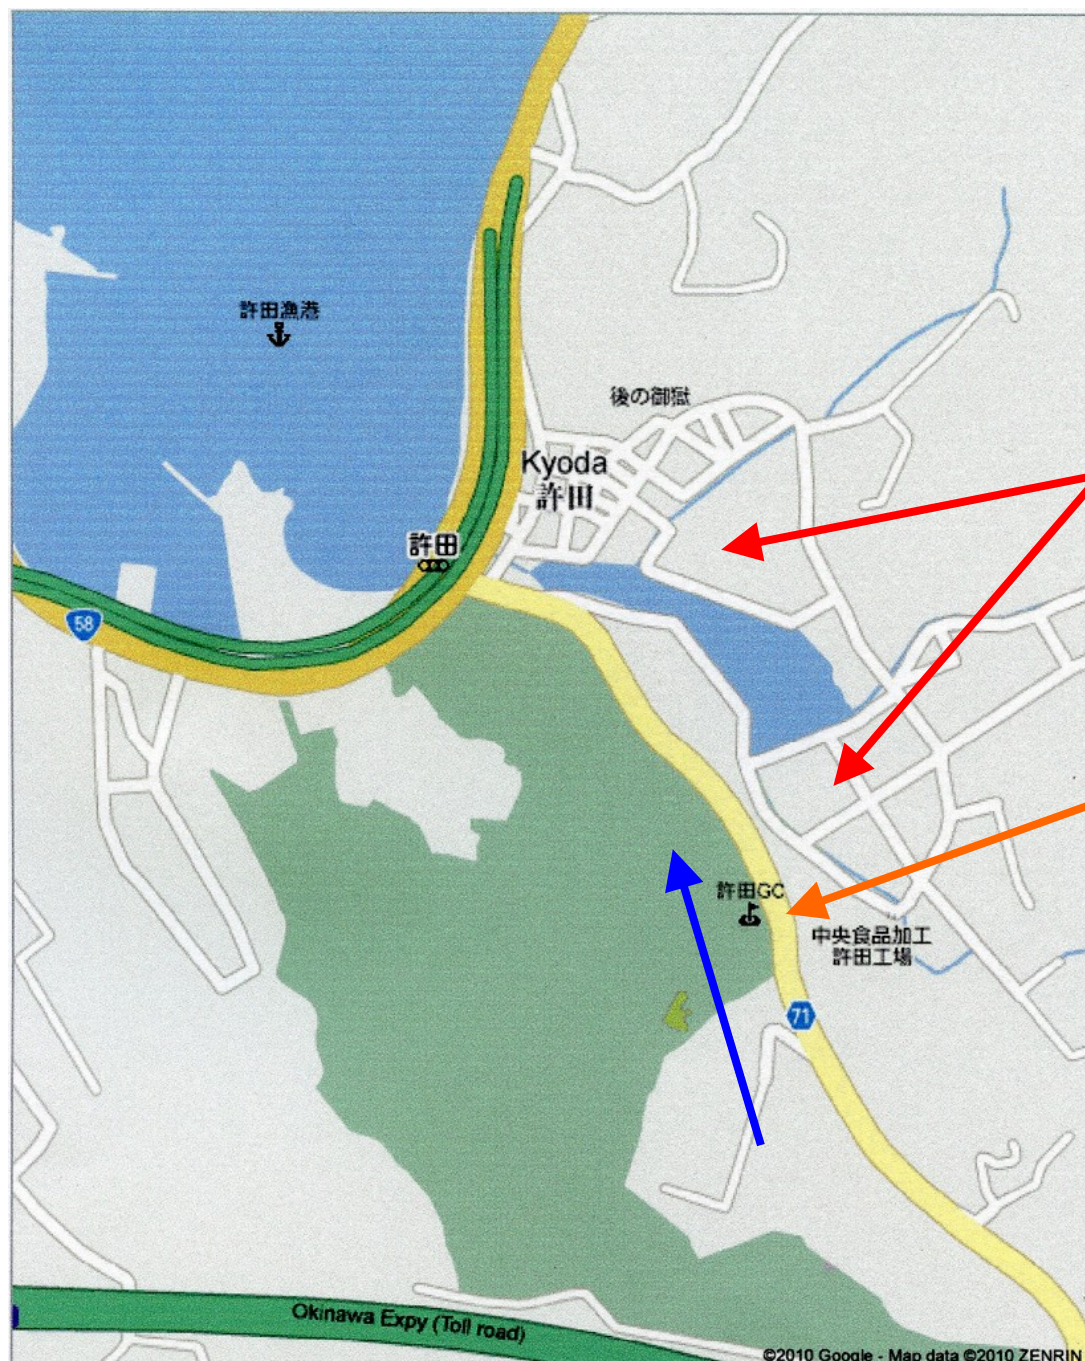 許田漁港
後の御嶽
Kyoda
許田
許田
58
許田GC
中央食品加工
許田工場
71
Okinawa Expy (Toll road)
©2010 Google - Map data ©2010 ZENRIN